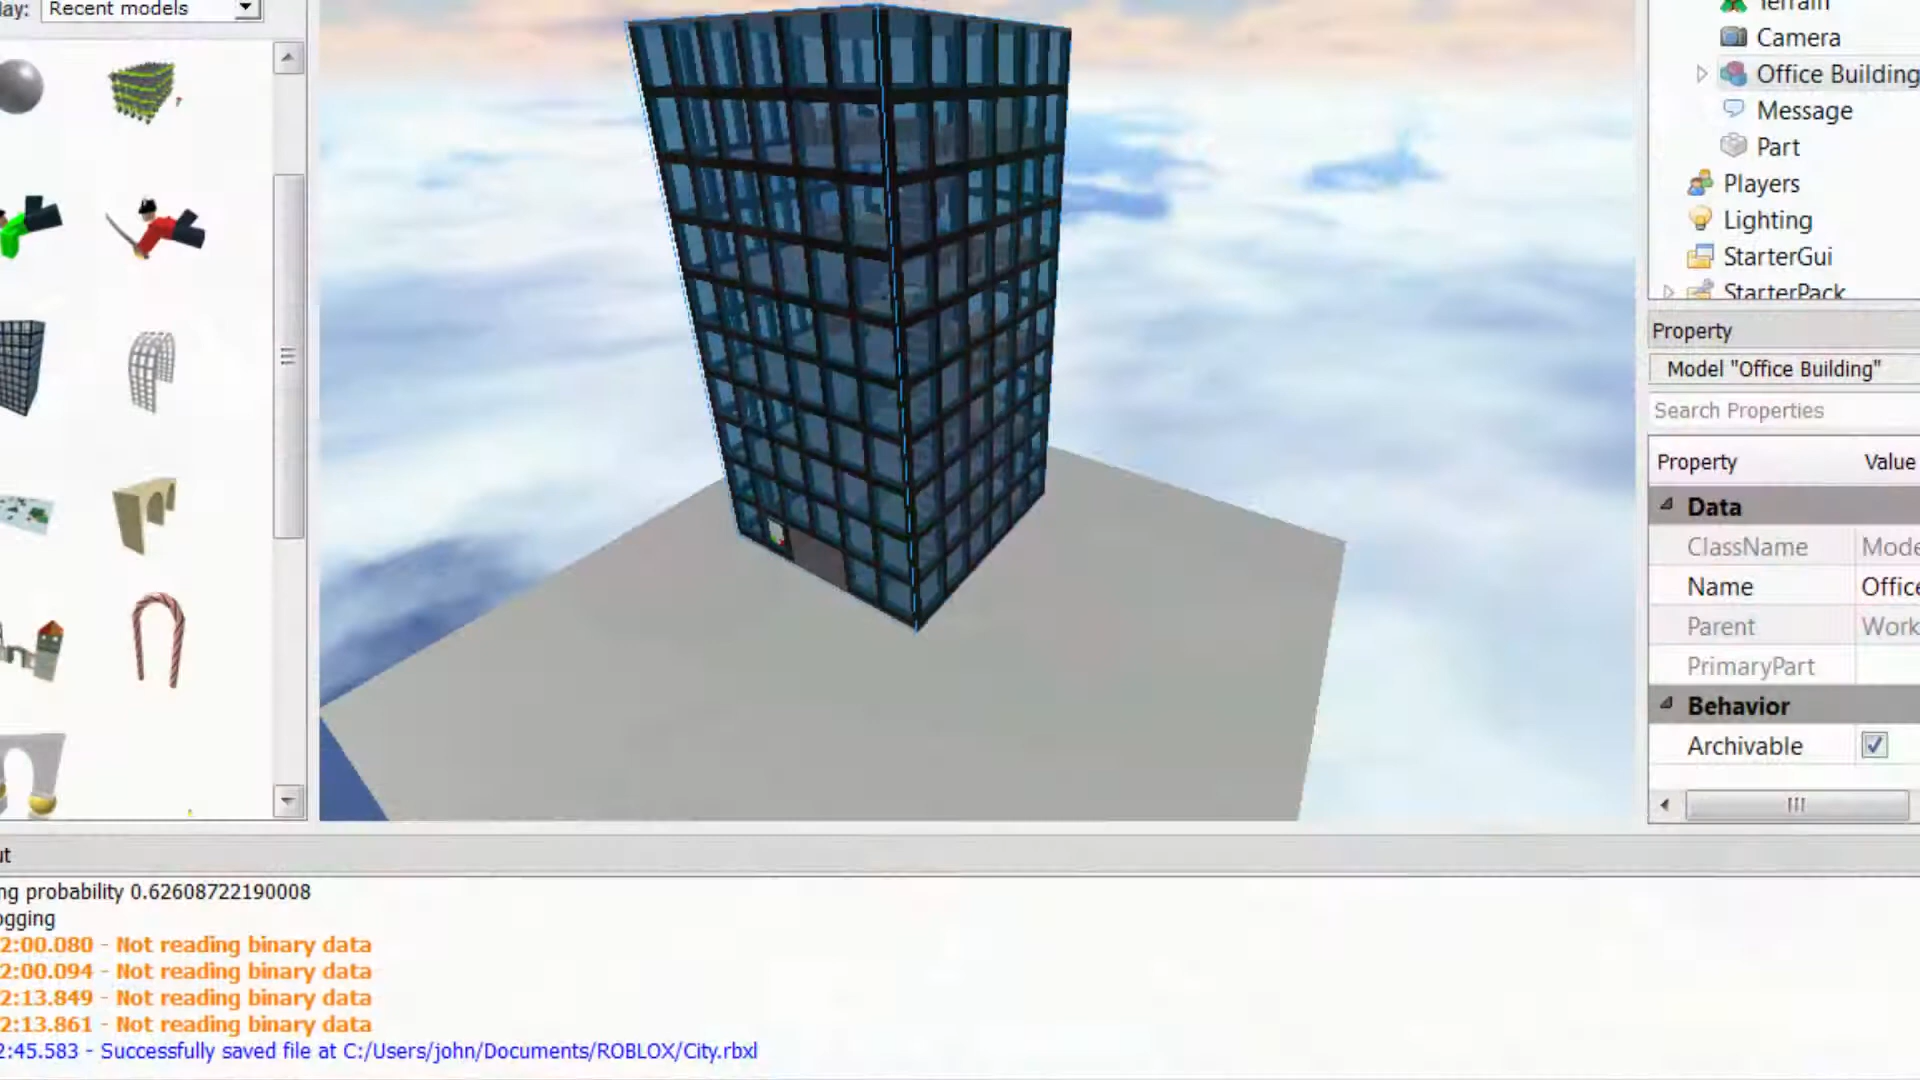 lay: Recent models
Terrain
Camera
Office Building
Message
Part
Players
Lighting
StarterGui
StarterPack
Property
Model "Office Building"
Search Properties
Property Value
Data
ClassName Mode
Name Office
Parent Work
PrimaryPart
Behavior
Archivable
ut
ng probability 0.62608722190008
ogging
2:00.080 - Not reading binary data
2:00.094 - Not reading binary data
2:13.849 - Not reading binary data
2:13.861 - Not reading binary data
2:45.583 - Successfully saved file at C:/Users/john/Documents/ROBLOX/City.rbxl